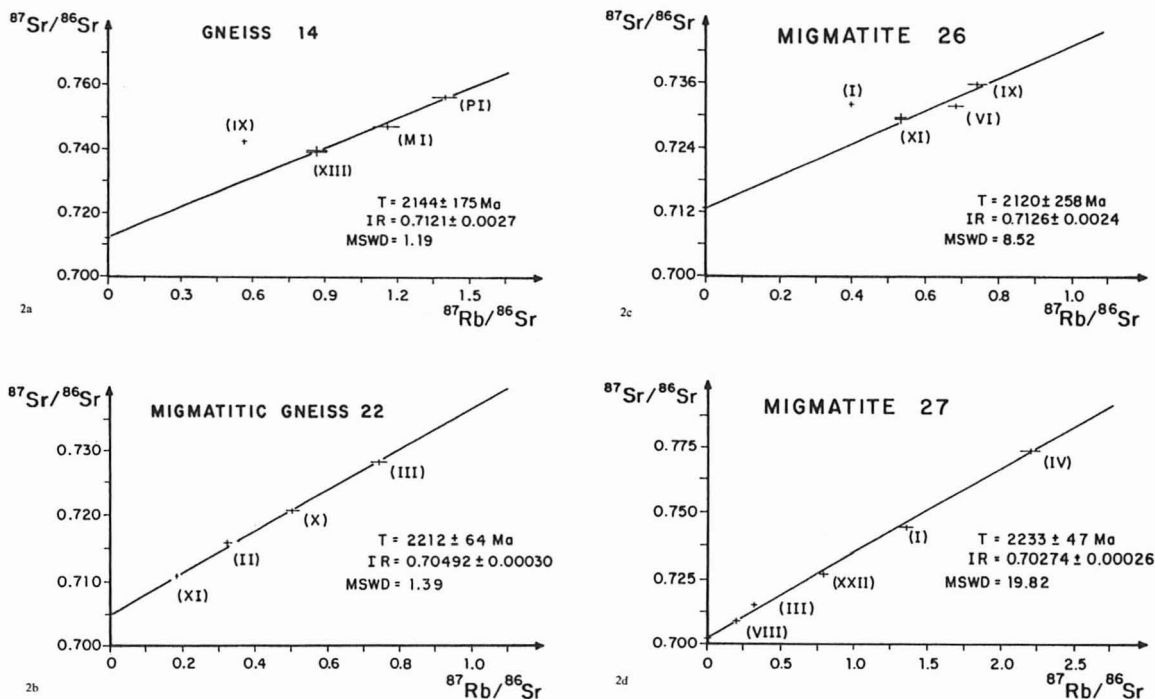 ⁸⁷Sr/⁸⁶Sr
GNEISS 14
0.760
0.740
0.720
0.700
(IX)
(XIII)
(MI)
(PI)
T = 2144 ± 175 Ma
IR = 0.7121 ± 0.0027
MSWD = 1.19
0 0.3 0.6 0.9 1.2 1.5
⁸⁷Rb/⁸⁶Sr
2a
⁸⁷Sr/⁸⁶Sr
MIGMATITE 26
0.736
0.724
0.712
0.700
(I)
(IX)
(VI)
(XI)
T = 2120 ± 258 Ma
IR = 0.7126 ± 0.0024
MSWD = 8.52
0 0.2 0.4 0.6 0.8 1.0
⁸⁷Rb/⁸⁶Sr
2c
⁸⁷Sr/⁸⁶Sr
MIGMATITIC GNEISS 22
0.730
0.720
0.710
0.700
(III)
(X)
(II)
(XI)
T = 2212 ± 64 Ma
IR = 0.70492 ± 0.00030
MSWD = 1.39
0 0.2 0.4 0.6 0.8 1.0
⁸⁷Rb/⁸⁶Sr
2b
⁸⁷Sr/⁸⁶Sr
MIGMATITE 27
0.775
0.750
0.725
0.700
(IV)
(I)
(XXII)
(III)
(VIII)
T = 2233 ± 47 Ma
IR = 0.70274 ± 0.00026
MSWD = 19.82
0 0.5 1.0 1.5 2.0 2.5
⁸⁷Rb/⁸⁶Sr
2d